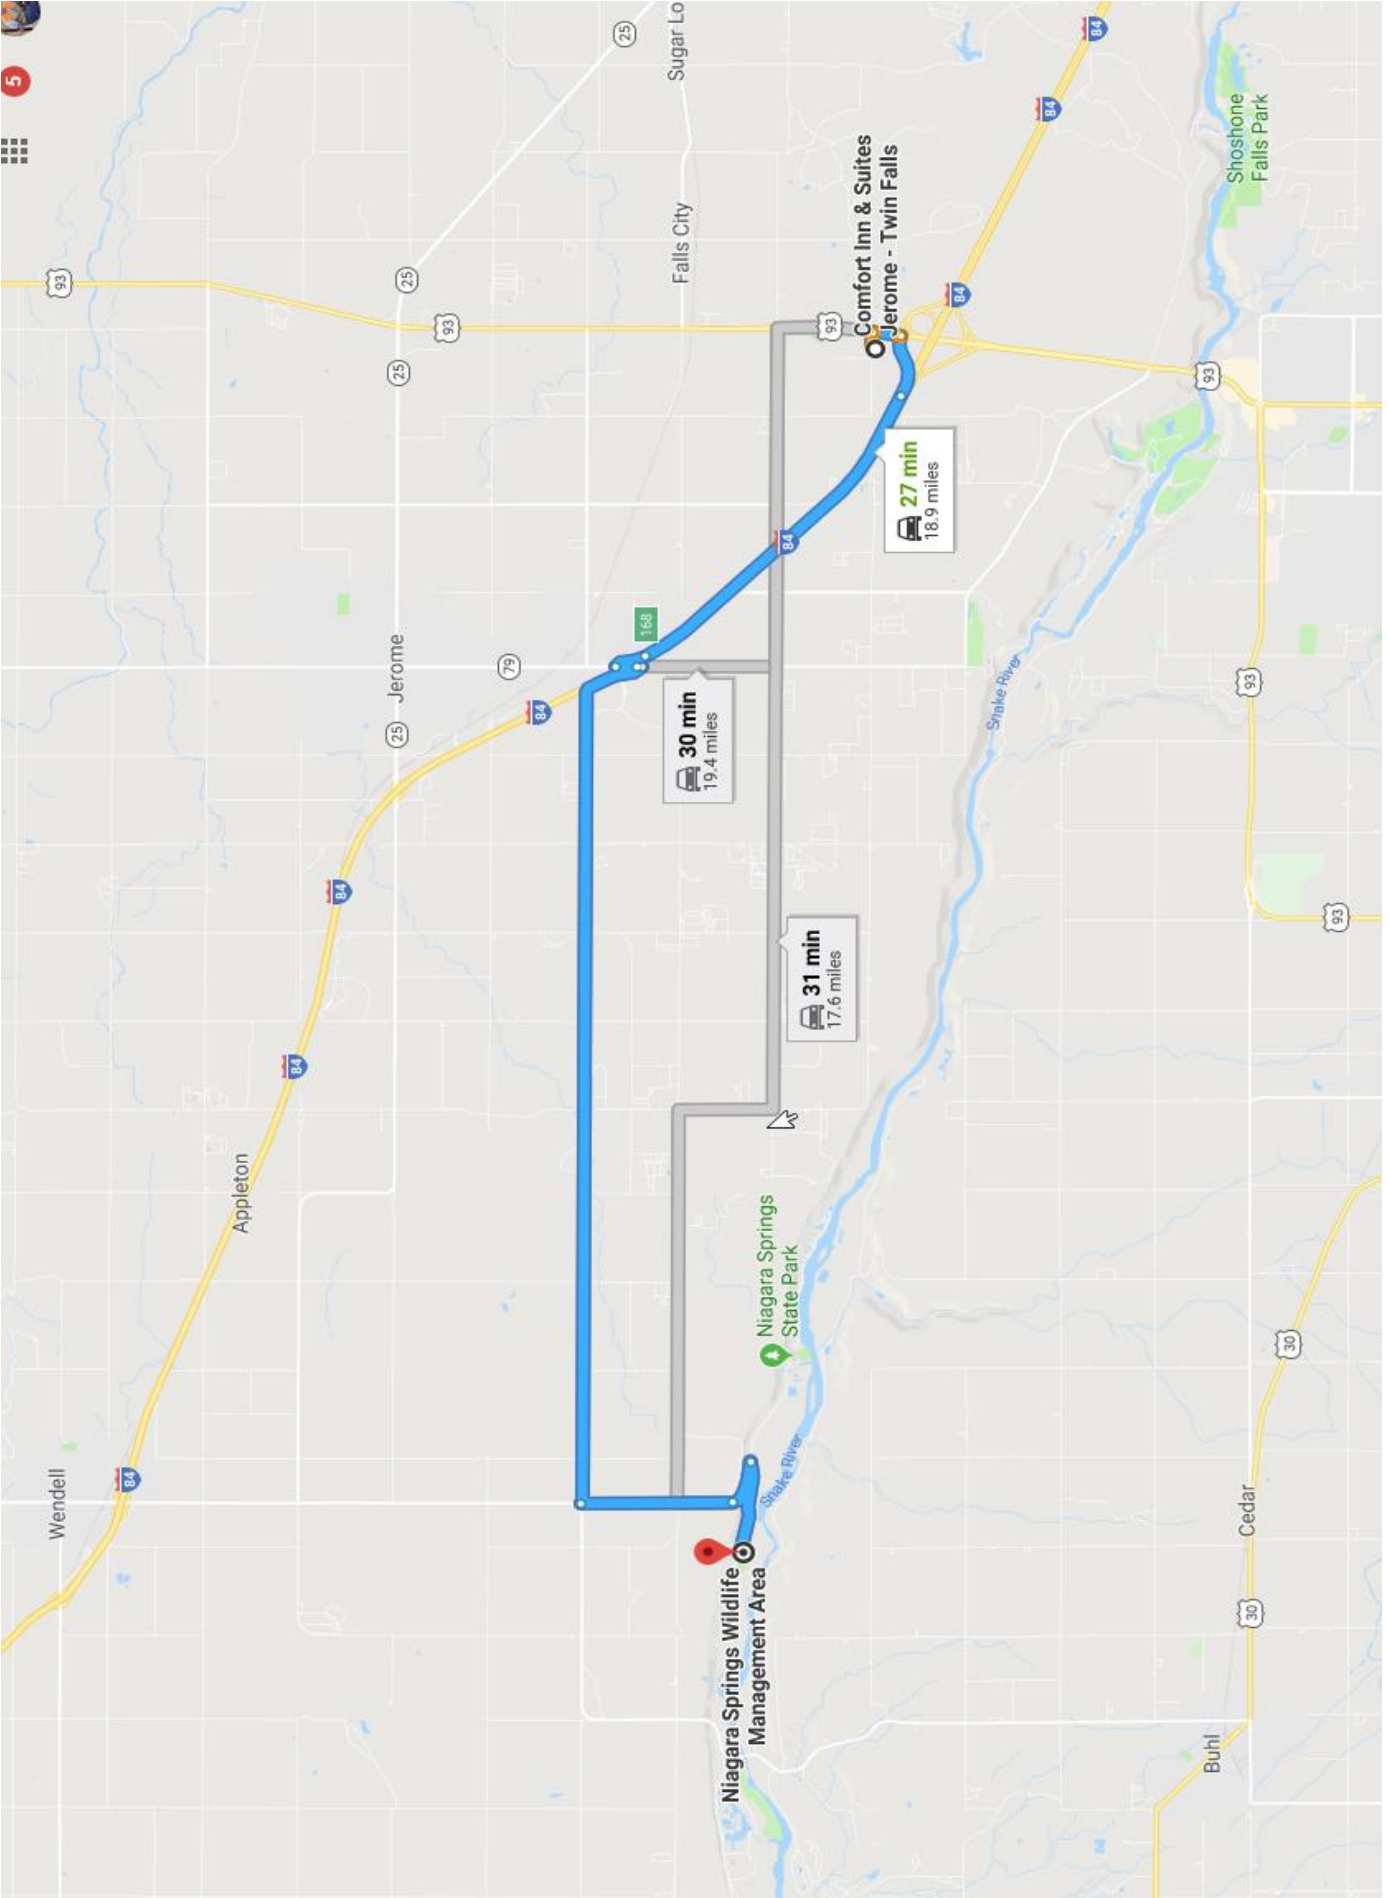 5
Wendell
93
84
Appleton
84
84
25
Jerome
25
25
93
79
84
25
168
Falls City
Sugar Lo
30 min
19.4 miles
Niagara Springs Wildlife
Management Area
Niagara Springs
State Park
Snake River
84
31 min
17.6 miles
93
Comfort Inn & Suites
Jerome - Twin Falls
27 min
18.9 miles
84
Snake River
84
84
Buhl
93
Shoshone
Falls Park
30
Cedar
93
30
93